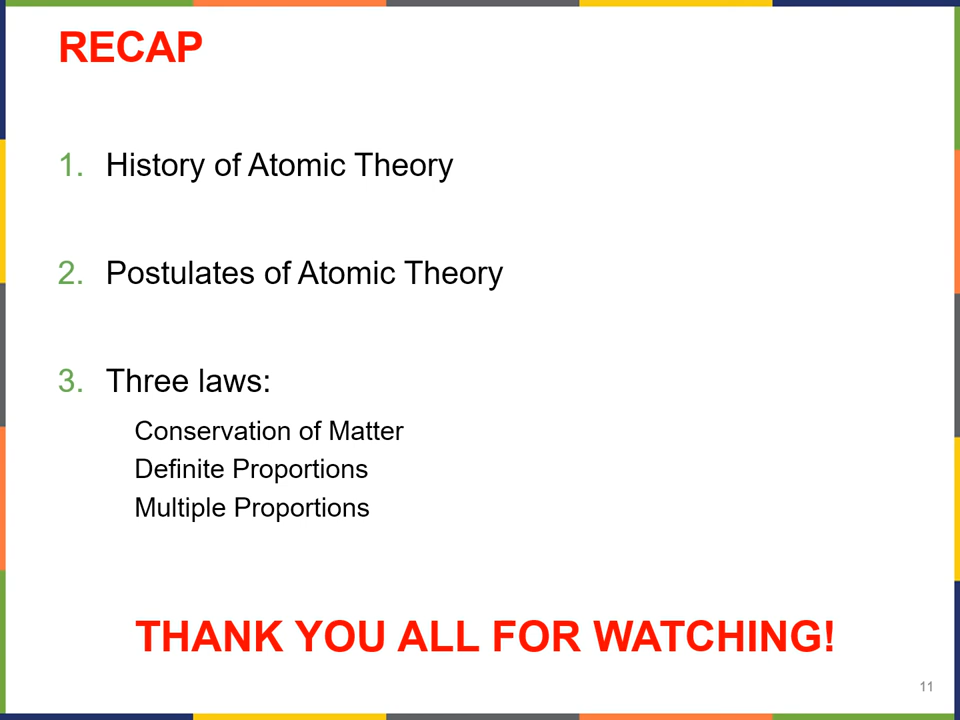 RECAP
1. History of Atomic Theory
2. Postulates of Atomic Theory
3. Three laws:
Conservation of Matter
Definite Proportions
Multiple Proportions
THANK YOU ALL FOR WATCHING!
11